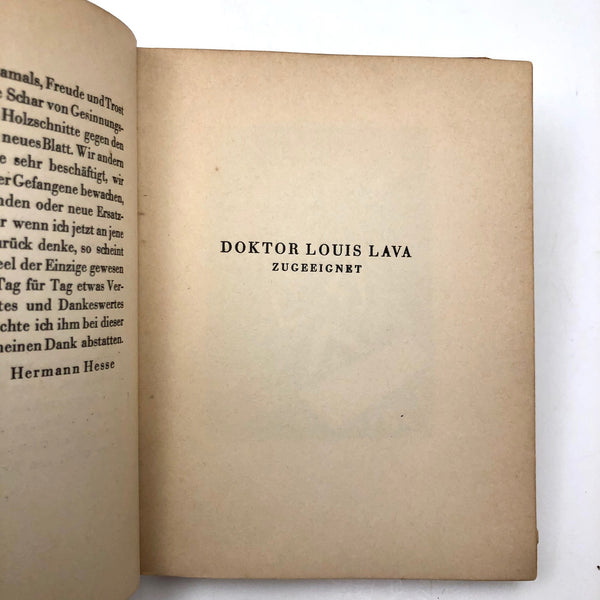 amals, Freude und Trost
e Schar von Gesinnungs-
Holzschnitte gegen den
neues Blatt. Wir andern
e sehr beschäftigt, wir
er Gefangene bewachen,
nden oder neue Ersatz-
r wenn ich jetzt an jene
rück denke, so scheint
eel der Einzige gewesen
Tag für Tag etwas Ver-
tes und Dankeswertes
chte ich ihm bei dieser
neinen Dank abstatten.
Hermann Hesse
DOKTOR LOUIS LAVA
ZUGEEIGNET